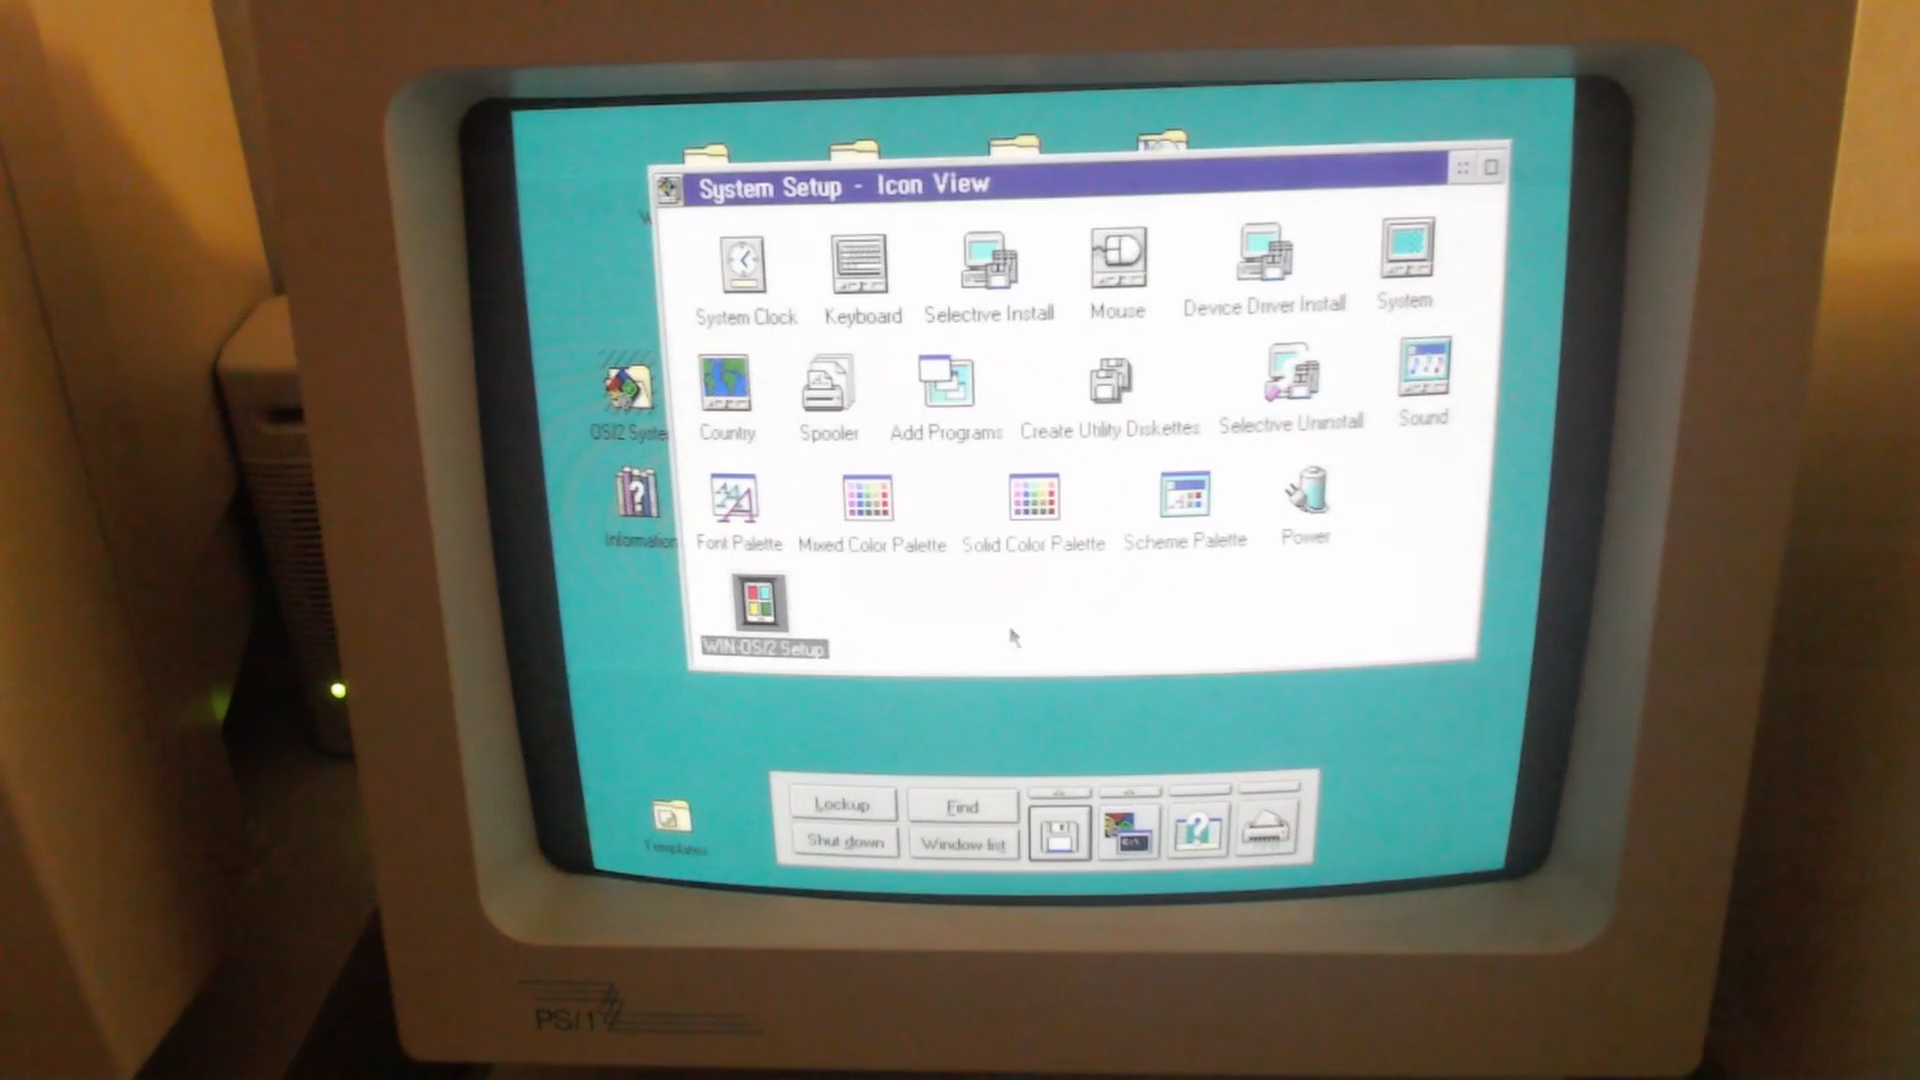 System Setup - Icon View
System Clock
Keyboard
Selective Install
Mouse
Device Driver Install
System
Country
Spooler
Add Programs
Create Utility Diskettes
Selective Uninstall
Sound
Font Palette
Mixed Color Palette
Solid Color Palette
Scheme Palette
Power
WIN-OS/2 Setup
OS/2 Syste
Information
Templates
Lockup
Find
Shut down
Window list
PS/1